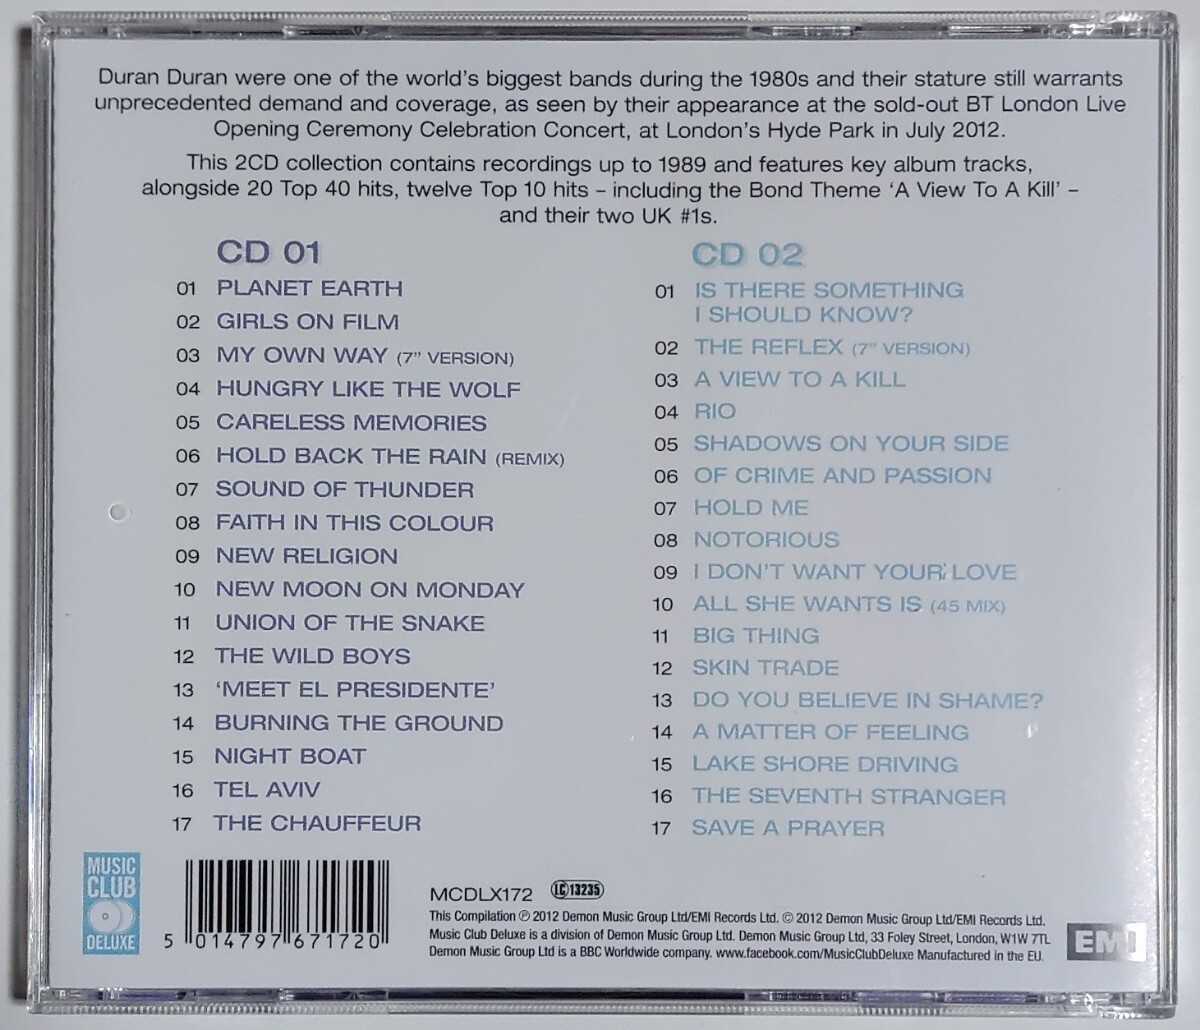 Duran Duran were one of the world's biggest bands during the 1980s and their stature still warrants
unprecedented demand and coverage, as seen by their appearance at the sold-out BT London Live
Opening Ceremony Celebration Concert, at London's Hyde Park in July 2012.
This 2CD collection contains recordings up to 1989 and features key album tracks,
alongside 20 Top 40 hits, twelve Top 10 hits – including the Bond Theme ‘A View To A Kill’ –
and their two UK #1s.
CD 01
01 PLANET EARTH
02 GIRLS ON FILM
03 MY OWN WAY (7” VERSION)
04 HUNGRY LIKE THE WOLF
05 CARELESS MEMORIES
06 HOLD BACK THE RAIN (REMIX)
07 SOUND OF THUNDER
08 FAITH IN THIS COLOUR
09 NEW RELIGION
10 NEW MOON ON MONDAY
11 UNION OF THE SNAKE
12 THE WILD BOYS
13 ‘MEET EL PRESIDENTE’
14 BURNING THE GROUND
15 NIGHT BOAT
16 TEL AVIV
17 THE CHAUFFEUR
CD 02
01 IS THERE SOMETHING
I SHOULD KNOW?
02 THE REFLEX (7” VERSION)
03 A VIEW TO A KILL
04 RIO
05 SHADOWS ON YOUR SIDE
06 OF CRIME AND PASSION
07 HOLD ME
08 NOTORIOUS
09 I DON'T WANT YOUR LOVE
10 ALL SHE WANTS IS (45 MIX)
11 BIG THING
12 SKIN TRADE
13 DO YOU BELIEVE IN SHAME?
14 A MATTER OF FEELING
15 LAKE SHORE DRIVING
16 THE SEVENTH STRANGER
17 SAVE A PRAYER
MUSIC
CLUB
DELUXE
5 014797 671720
MCDLX172 LC 13235
This Compilation ℗ 2012 Demon Music Group Ltd/EMI Records Ltd. © 2012 Demon Music Group Ltd/EMI Records Ltd.
Music Club Deluxe is a division of Demon Music Group Ltd. Demon Music Group Ltd, 33 Foley Street, London, W1W 7TL
Demon Music Group Ltd is a BBC Worldwide company. www.facebook.com/MusicClubDeluxe Manufactured in the EU.
EMI